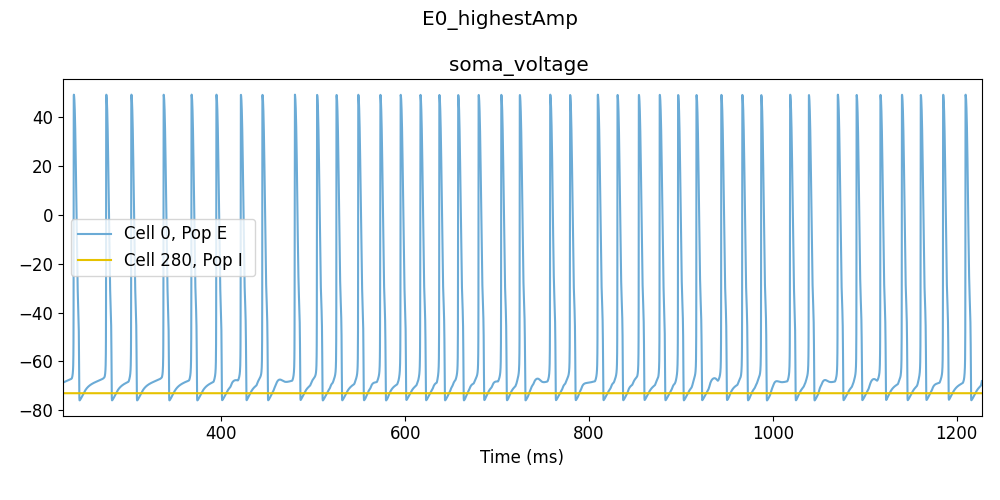 E0_highestAmp
soma_voltage
40
20
0
−20
−40
−60
−80
Cell 0, Pop E
Cell 280, Pop I
400 600 800 1000 1200
Time (ms)